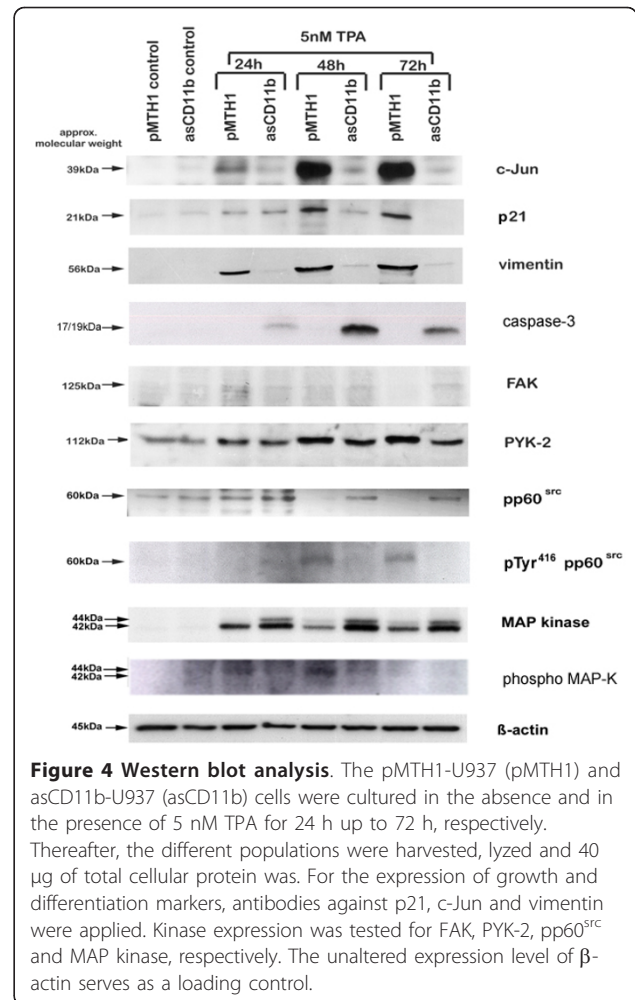 5nM TPA
24h 48h 72h
pMTH1 control asCD11b control pMTH1 asCD11b pMTH1 asCD11b pMTH1 asCD11b
approx.
molecular weight
39kDa c-Jun
21kDa p21
56kDa vimentin
17/19kDa caspase-3
125kDa FAK
112kDa PYK-2
60kDa pp60src
60kDa pTyr416 pp60src
44kDa
42kDa MAP kinase
44kDa
42kDa phospho MAP-K
45kDa ß-actin
Figure 4 Western blot analysis. The pMTH1-U937 (pMTH1) and
asCD11b-U937 (asCD11b) cells were cultured in the absence and in
the presence of 5 nM TPA for 24 h up to 72 h, respectively.
Thereafter, the different populations were harvested, lyzed and 40
μg of total cellular protein was. For the expression of growth and
differentiation markers, antibodies against p21, c-Jun and vimentin
were applied. Kinase expression was tested for FAK, PYK-2, pp60src
and MAP kinase, respectively. The unaltered expression level of β-
actin serves as a loading control.